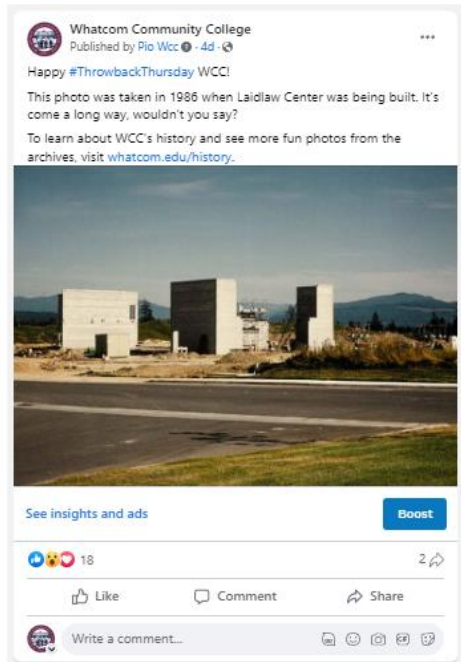 Whatcom Community College
Published by Pio Wcc · 4d ·
Happy #ThrowbackThursday WCC!
This photo was taken in 1986 when Laidlaw Center was being built. It's
come a long way, wouldn't you say?
To learn about WCC's history and see more fun photos from the
archives, visit whatcom.edu/history.
See insights and ads
Boost
18
2
Like
Comment
Share
Write a comment...
GIF